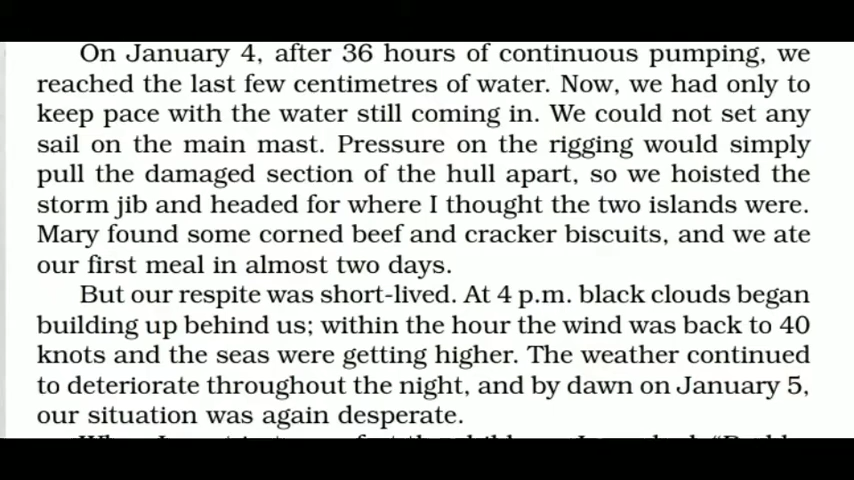 On January 4, after 36 hours of continuous pumping, we
reached the last few centimetres of water. Now, we had only to
keep pace with the water still coming in. We could not set any
sail on the main mast. Pressure on the rigging would simply
pull the damaged section of the hull apart, so we hoisted the
storm jib and headed for where I thought the two islands were.
Mary found some corned beef and cracker biscuits, and we ate
our first meal in almost two days.
But our respite was short-lived. At 4 p.m. black clouds began
building up behind us; within the hour the wind was back to 40
knots and the seas were getting higher. The weather continued
to deteriorate throughout the night, and by dawn on January 5,
our situation was again desperate.